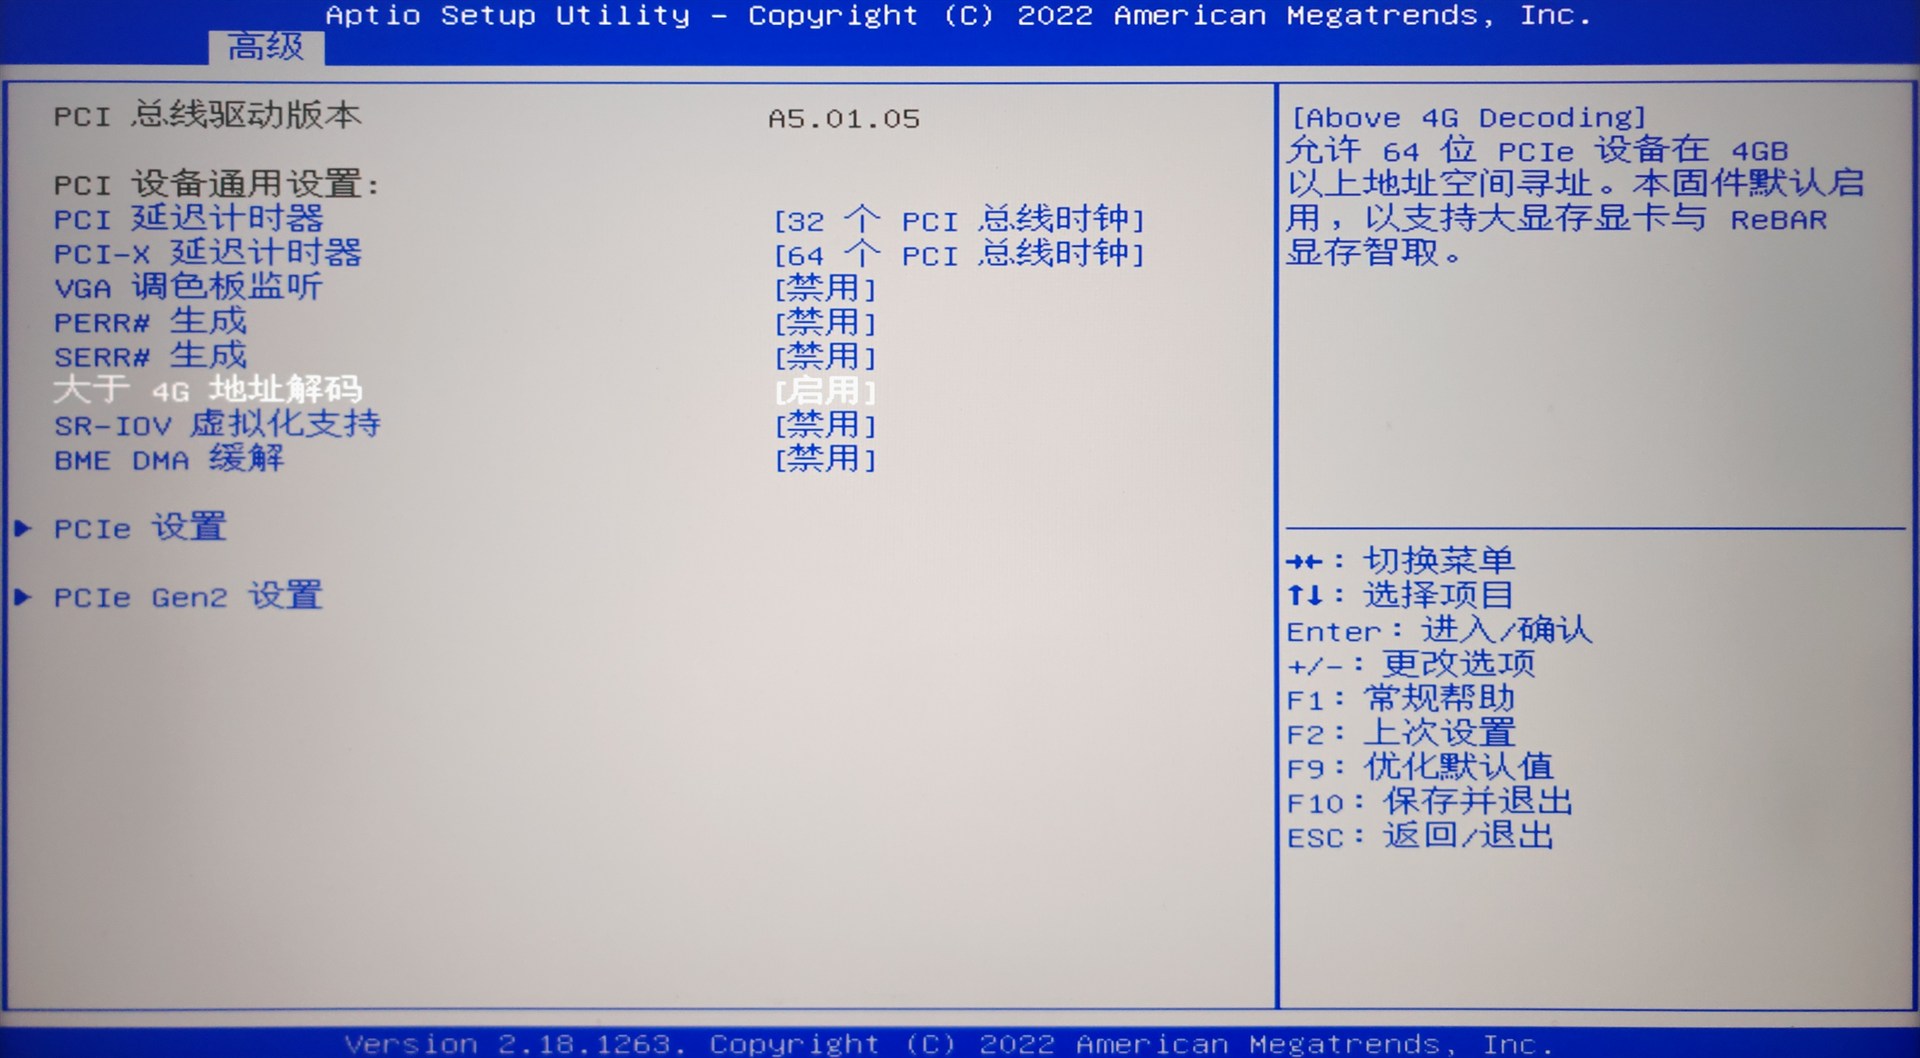 Aptio Setup Utility – Copyright (C) 2022 American Megatrends, Inc.
高级
PCI 总线驱动版本 A5.01.05
PCI 设备通用设置:
PCI 延迟计时器 [32 个 PCI 总线时钟]
PCI-X 延迟计时器 [64 个 PCI 总线时钟]
VGA 调色板监听 [禁用]
PERR# 生成 [禁用]
SERR# 生成 [禁用]
大于 4G 地址解码 [启用]
SR-IOV 虚拟化支持 [禁用]
BME DMA 缓解 [禁用]
▶ PCIe 设置
▶ PCIe Gen2 设置
[Above 4G Decoding]
允许 64 位 PCIe 设备在 4GB
以上地址空间寻址。本固件默认启
用，以支持大显存显卡与 ReBAR
显存智取。
→←: 切换菜单
↑↓: 选择项目
Enter: 进入/确认
+/-: 更改选项
F1: 常规帮助
F2: 上次设置
F9: 优化默认值
F10: 保存并退出
ESC: 返回/退出
Version 2.18.1263. Copyright (C) 2022 American Megatrends, Inc.